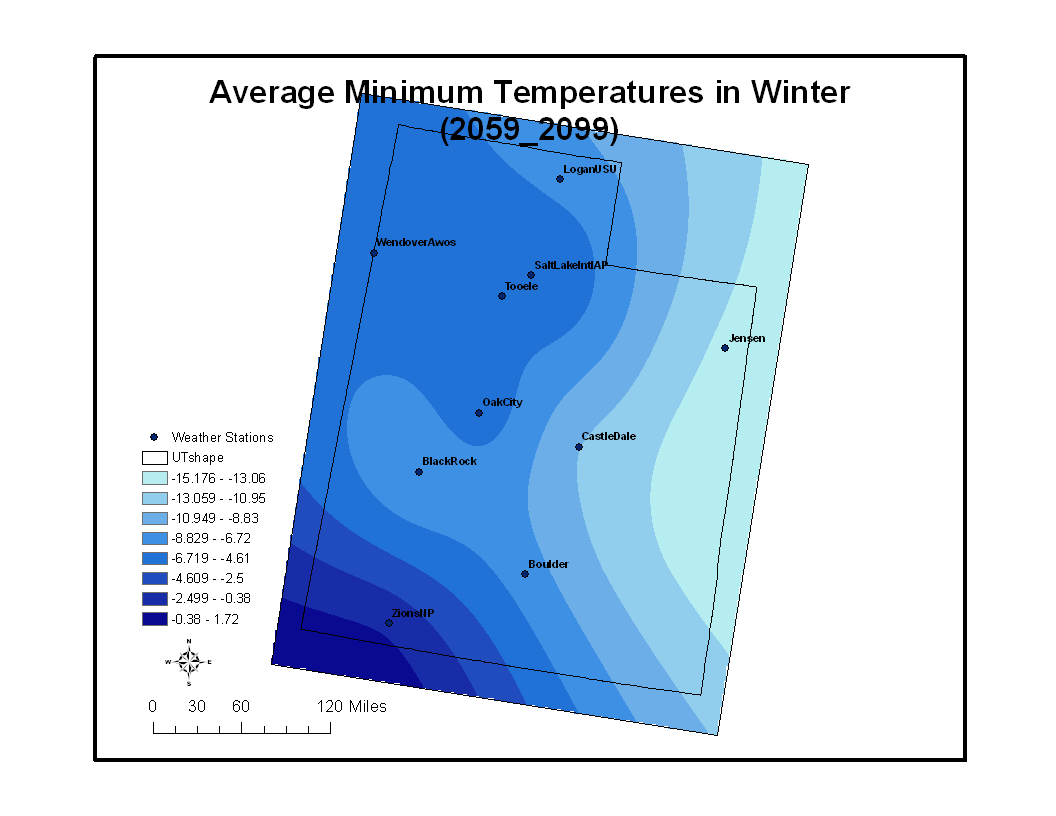 Average Minimum Temperatures in Winter
(2059_2099)
LoganUSU
WendoverAwos
SaltLakeIntlAP
Tooele
Jensen
OakCity
CastleDale
BlackRock
Boulder
ZionsNP
Weather Stations
UTshape
-15.176 - -13.06
-13.059 - -10.95
-10.949 - -8.83
-8.829 - -6.72
-6.719 - -4.61
-4.609 - -2.5
-2.499 - -0.38
-0.38 - 1.72
N
W E
S
0 30 60 120 Miles